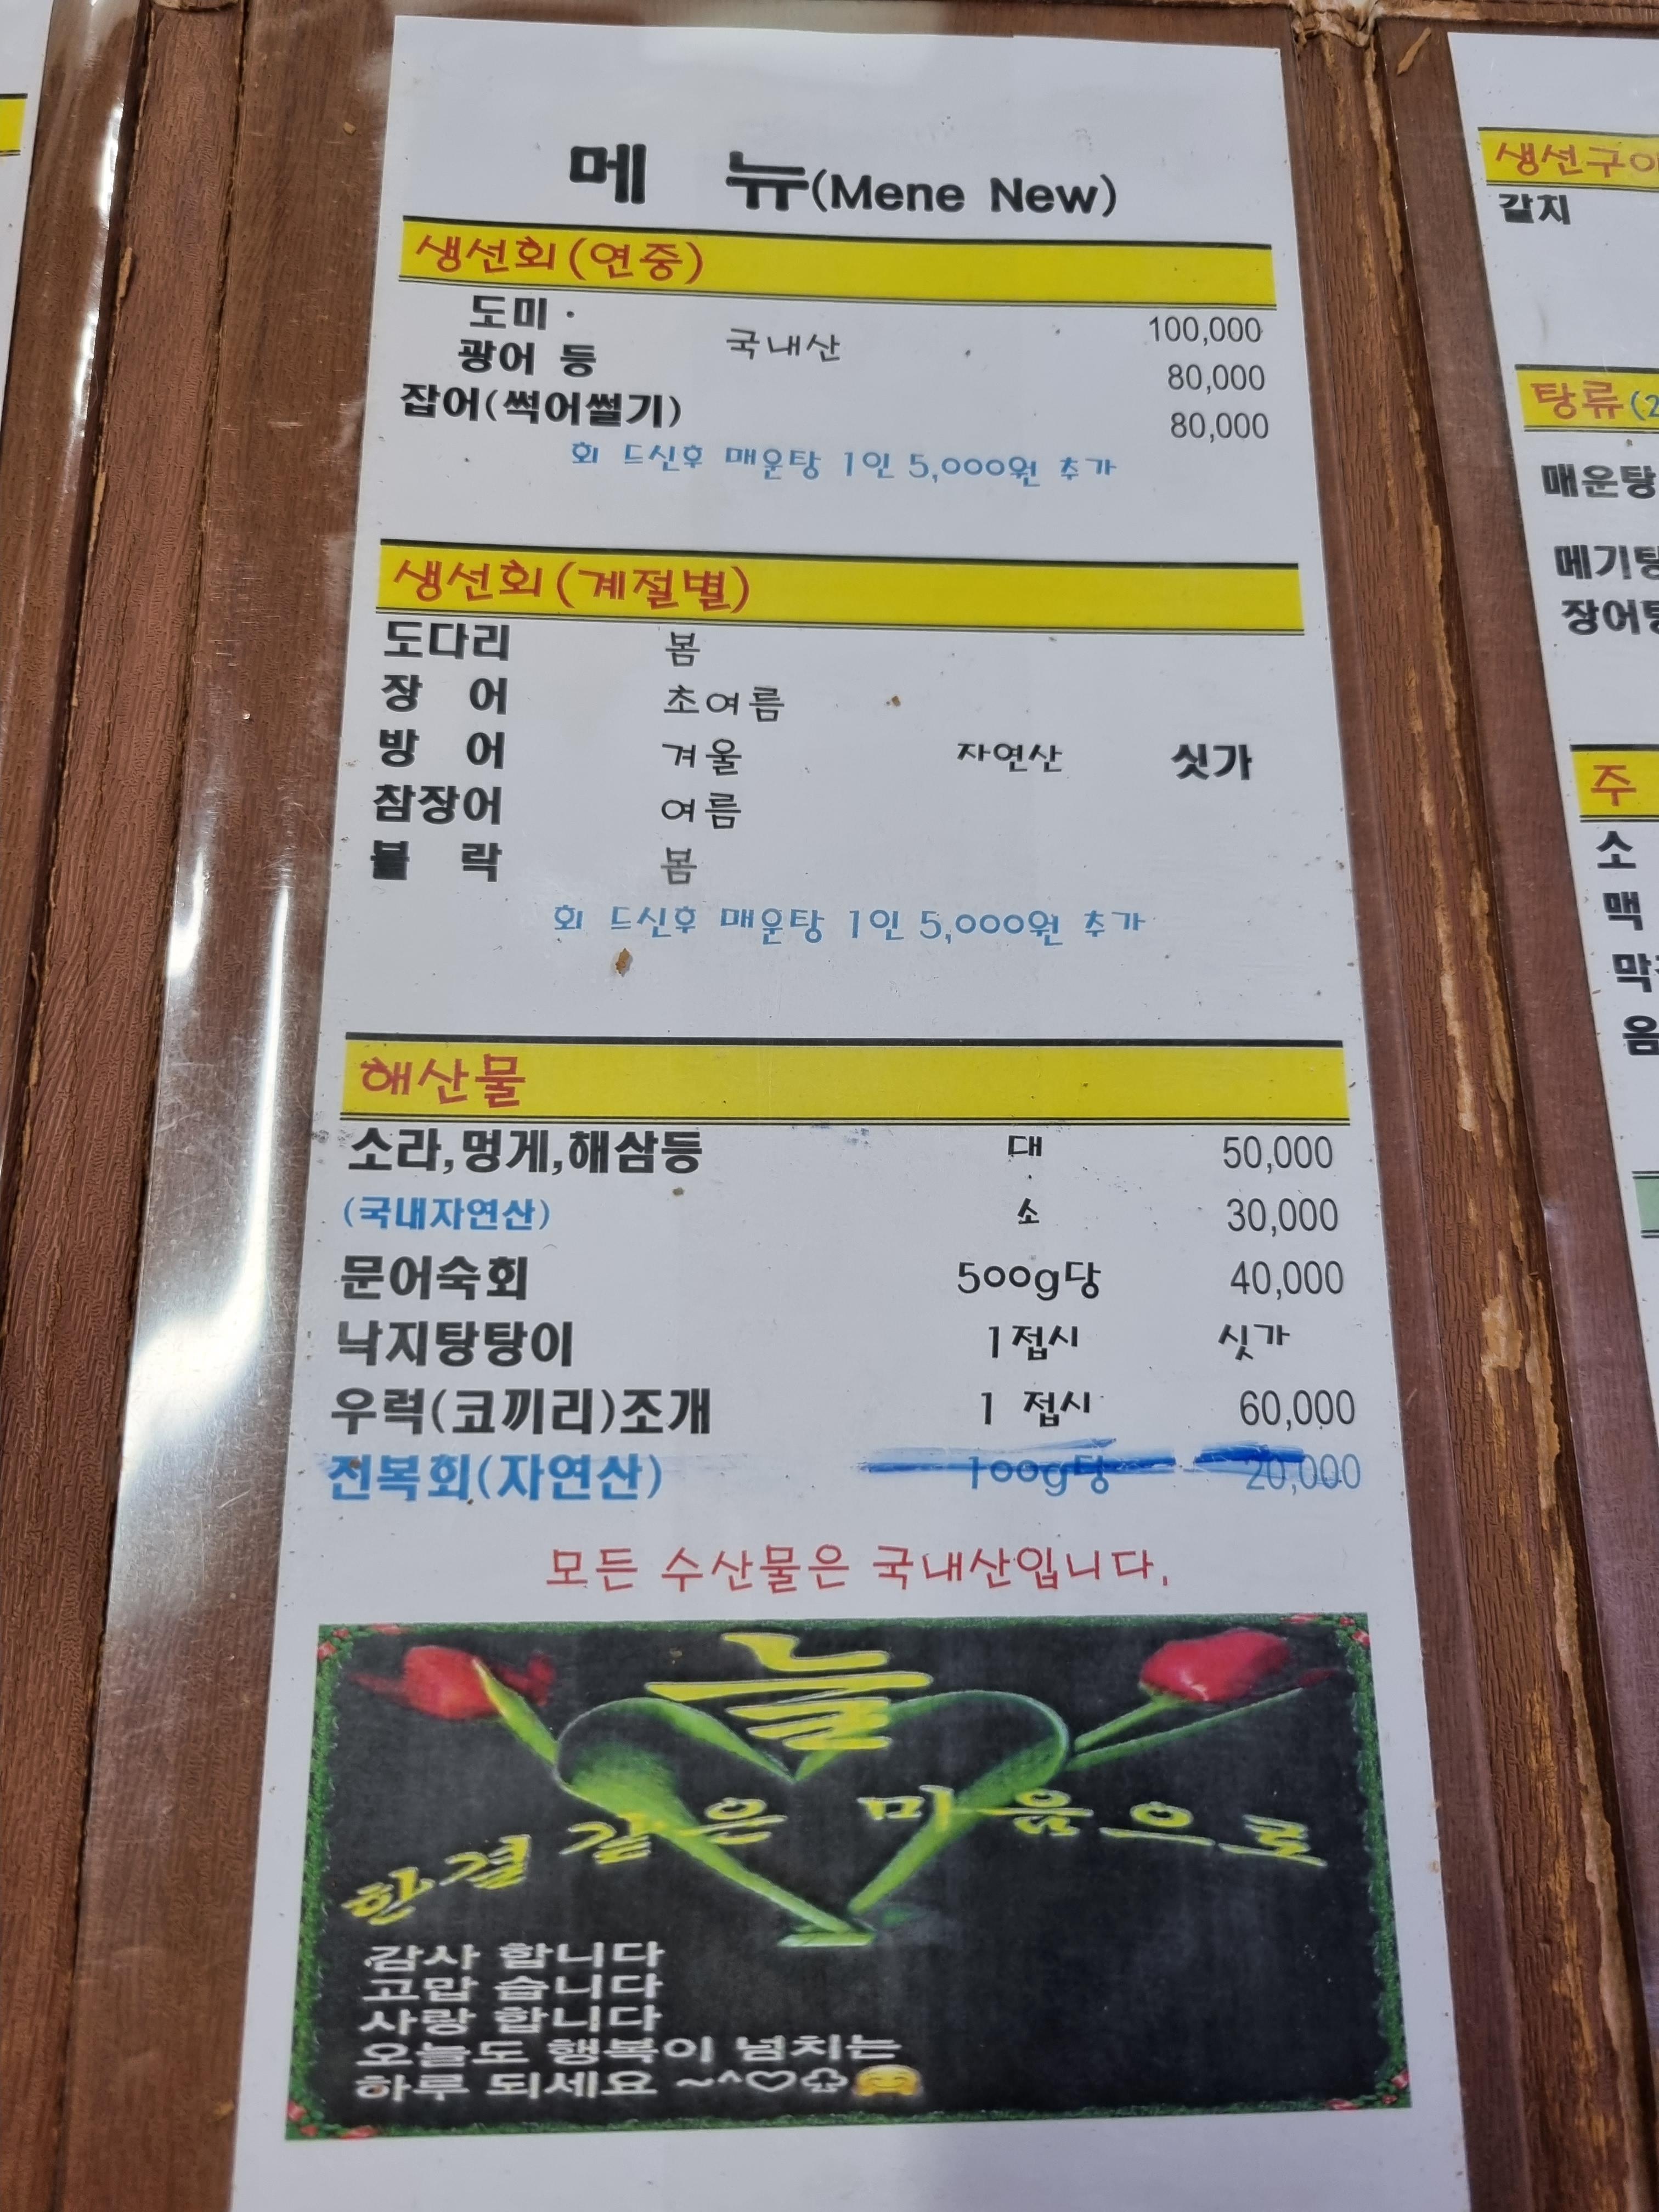 메 뉴(Mene New)
생선회(연중)
도미 · 100,000
국내산
광어 등 80,000
잡어(썩어썰기) 80,000
회 드신후 매운탕 1인 5,000원 추가
생선회(계절별)
도다리 봄
장 어 초여름
방 어 겨울 자연산 싯가
참장어 여름
볼 락 봄
회 드신후 매운탕 1인 5,000원 추가
해산물
소라,멍게,해삼등 대 50,000
(국내자연산) 소 30,000
문어숙회 500g당 40,000
낙지탕탕이 1접시 싯가
우럭(코끼리)조개 1 접시 60,000
전복회(자연산) 100g당 20,000
모든 수산물은 국내산입니다.
늘
한결같은 마음으로
감사 합니다
고맙 습니다
사랑 합니다
오늘도 행복이 넘치는
하루 되세요 ~^♡♧🤗
생선구이
갈치
탕류(2
매운탕
메기탕
장어탕
주
소
맥
막
음